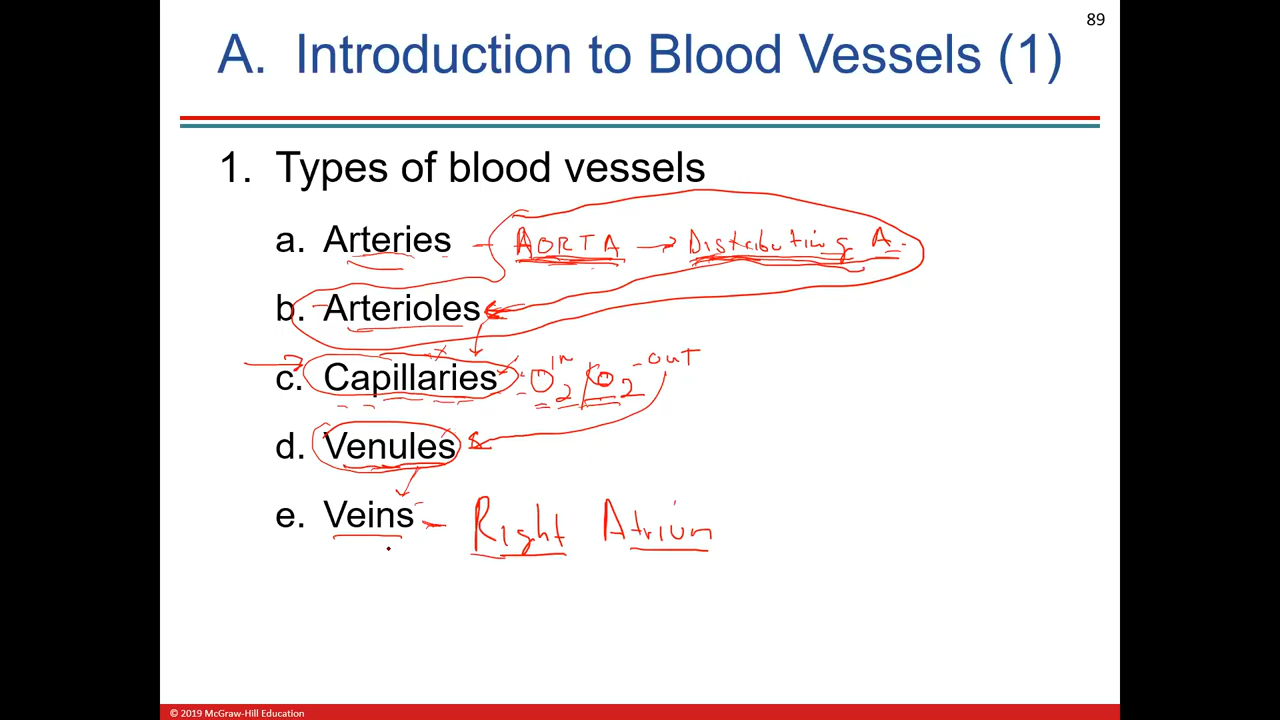 89
A. Introduction to Blood Vessels (1)
1. Types of blood vessels
a. Arteries - AORTA → Distributing A.
b. Arterioles
c. Capillaries : O2 in / CO2 - out
d. Venules
e. Veins - Right Atrium
© 2019 McGraw-Hill Education